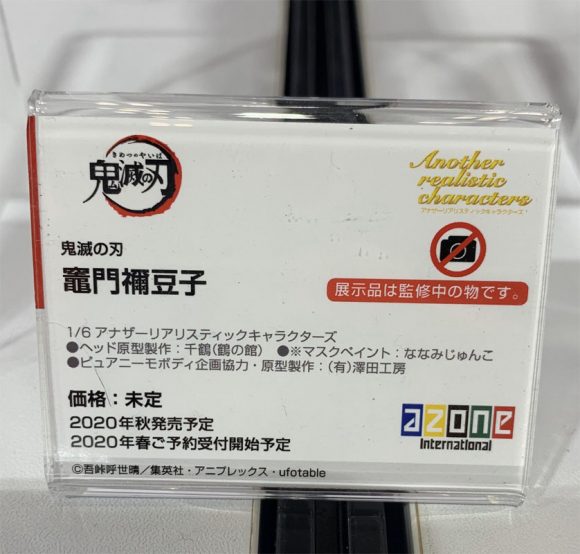 きめつのやいば
鬼滅の刃
Another
realistic
characters
アナザーリアリスティックキャラクターズ
鬼滅の刃
竈門禰豆子
展示品は監修中の物です。
1/6 アナザーリアリスティックキャラクターズ
●ヘッド原型製作：千鶴(鶴の館) ●※マスクペイント：ななみじゅんこ
●ピュアニーモボディ企画協力・原型製作：(有)澤田工房
価格：未定
2020年秋発売予定
2020年春ご予約受付開始予定
azone
International
©吾峠呼世晴／集英社・アニプレックス・ufotable